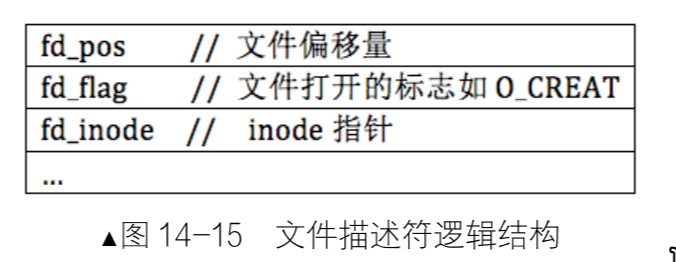 fd_pos // 文件偏移量
fd_flag // 文件打开的标志如 O_CREAT
fd_inode // inode 指针
...
▲图 14-15 文件描述符逻辑结构